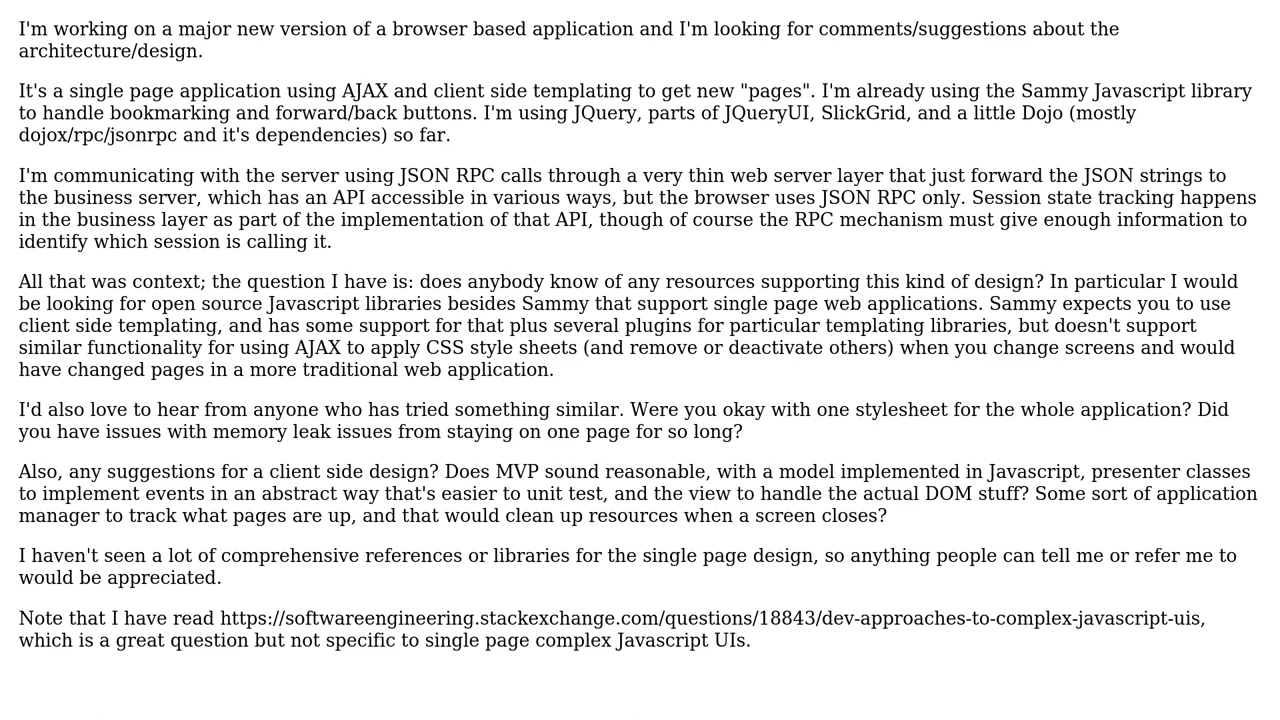 I'm working on a major new version of a browser based application and I'm looking for comments/suggestions about the
architecture/design.
It's a single page application using AJAX and client side templating to get new "pages". I'm already using the Sammy Javascript library
to handle bookmarking and forward/back buttons. I'm using JQuery, parts of JQueryUI, SlickGrid, and a little Dojo (mostly
dojox/rpc/jsonrpc and it's dependencies) so far.
I'm communicating with the server using JSON RPC calls through a very thin web server layer that just forward the JSON strings to
the business server, which has an API accessible in various ways, but the browser uses JSON RPC only. Session state tracking happens
in the business layer as part of the implementation of that API, though of course the RPC mechanism must give enough information to
identify which session is calling it.
All that was context; the question I have is: does anybody know of any resources supporting this kind of design? In particular I would
be looking for open source Javascript libraries besides Sammy that support single page web applications. Sammy expects you to use
client side templating, and has some support for that plus several plugins for particular templating libraries, but doesn't support
similar functionality for using AJAX to apply CSS style sheets (and remove or deactivate others) when you change screens and would
have changed pages in a more traditional web application.
I'd also love to hear from anyone who has tried something similar. Were you okay with one stylesheet for the whole application? Did
you have issues with memory leak issues from staying on one page for so long?
Also, any suggestions for a client side design? Does MVP sound reasonable, with a model implemented in Javascript, presenter classes
to implement events in an abstract way that's easier to unit test, and the view to handle the actual DOM stuff? Some sort of application
manager to track what pages are up, and that would clean up resources when a screen closes?
I haven't seen a lot of comprehensive references or libraries for the single page design, so anything people can tell me or refer me to
would be appreciated.
Note that I have read https://softwareengineering.stackexchange.com/questions/18843/dev-approaches-to-complex-javascript-uis,
which is a great question but not specific to single page complex Javascript UIs.